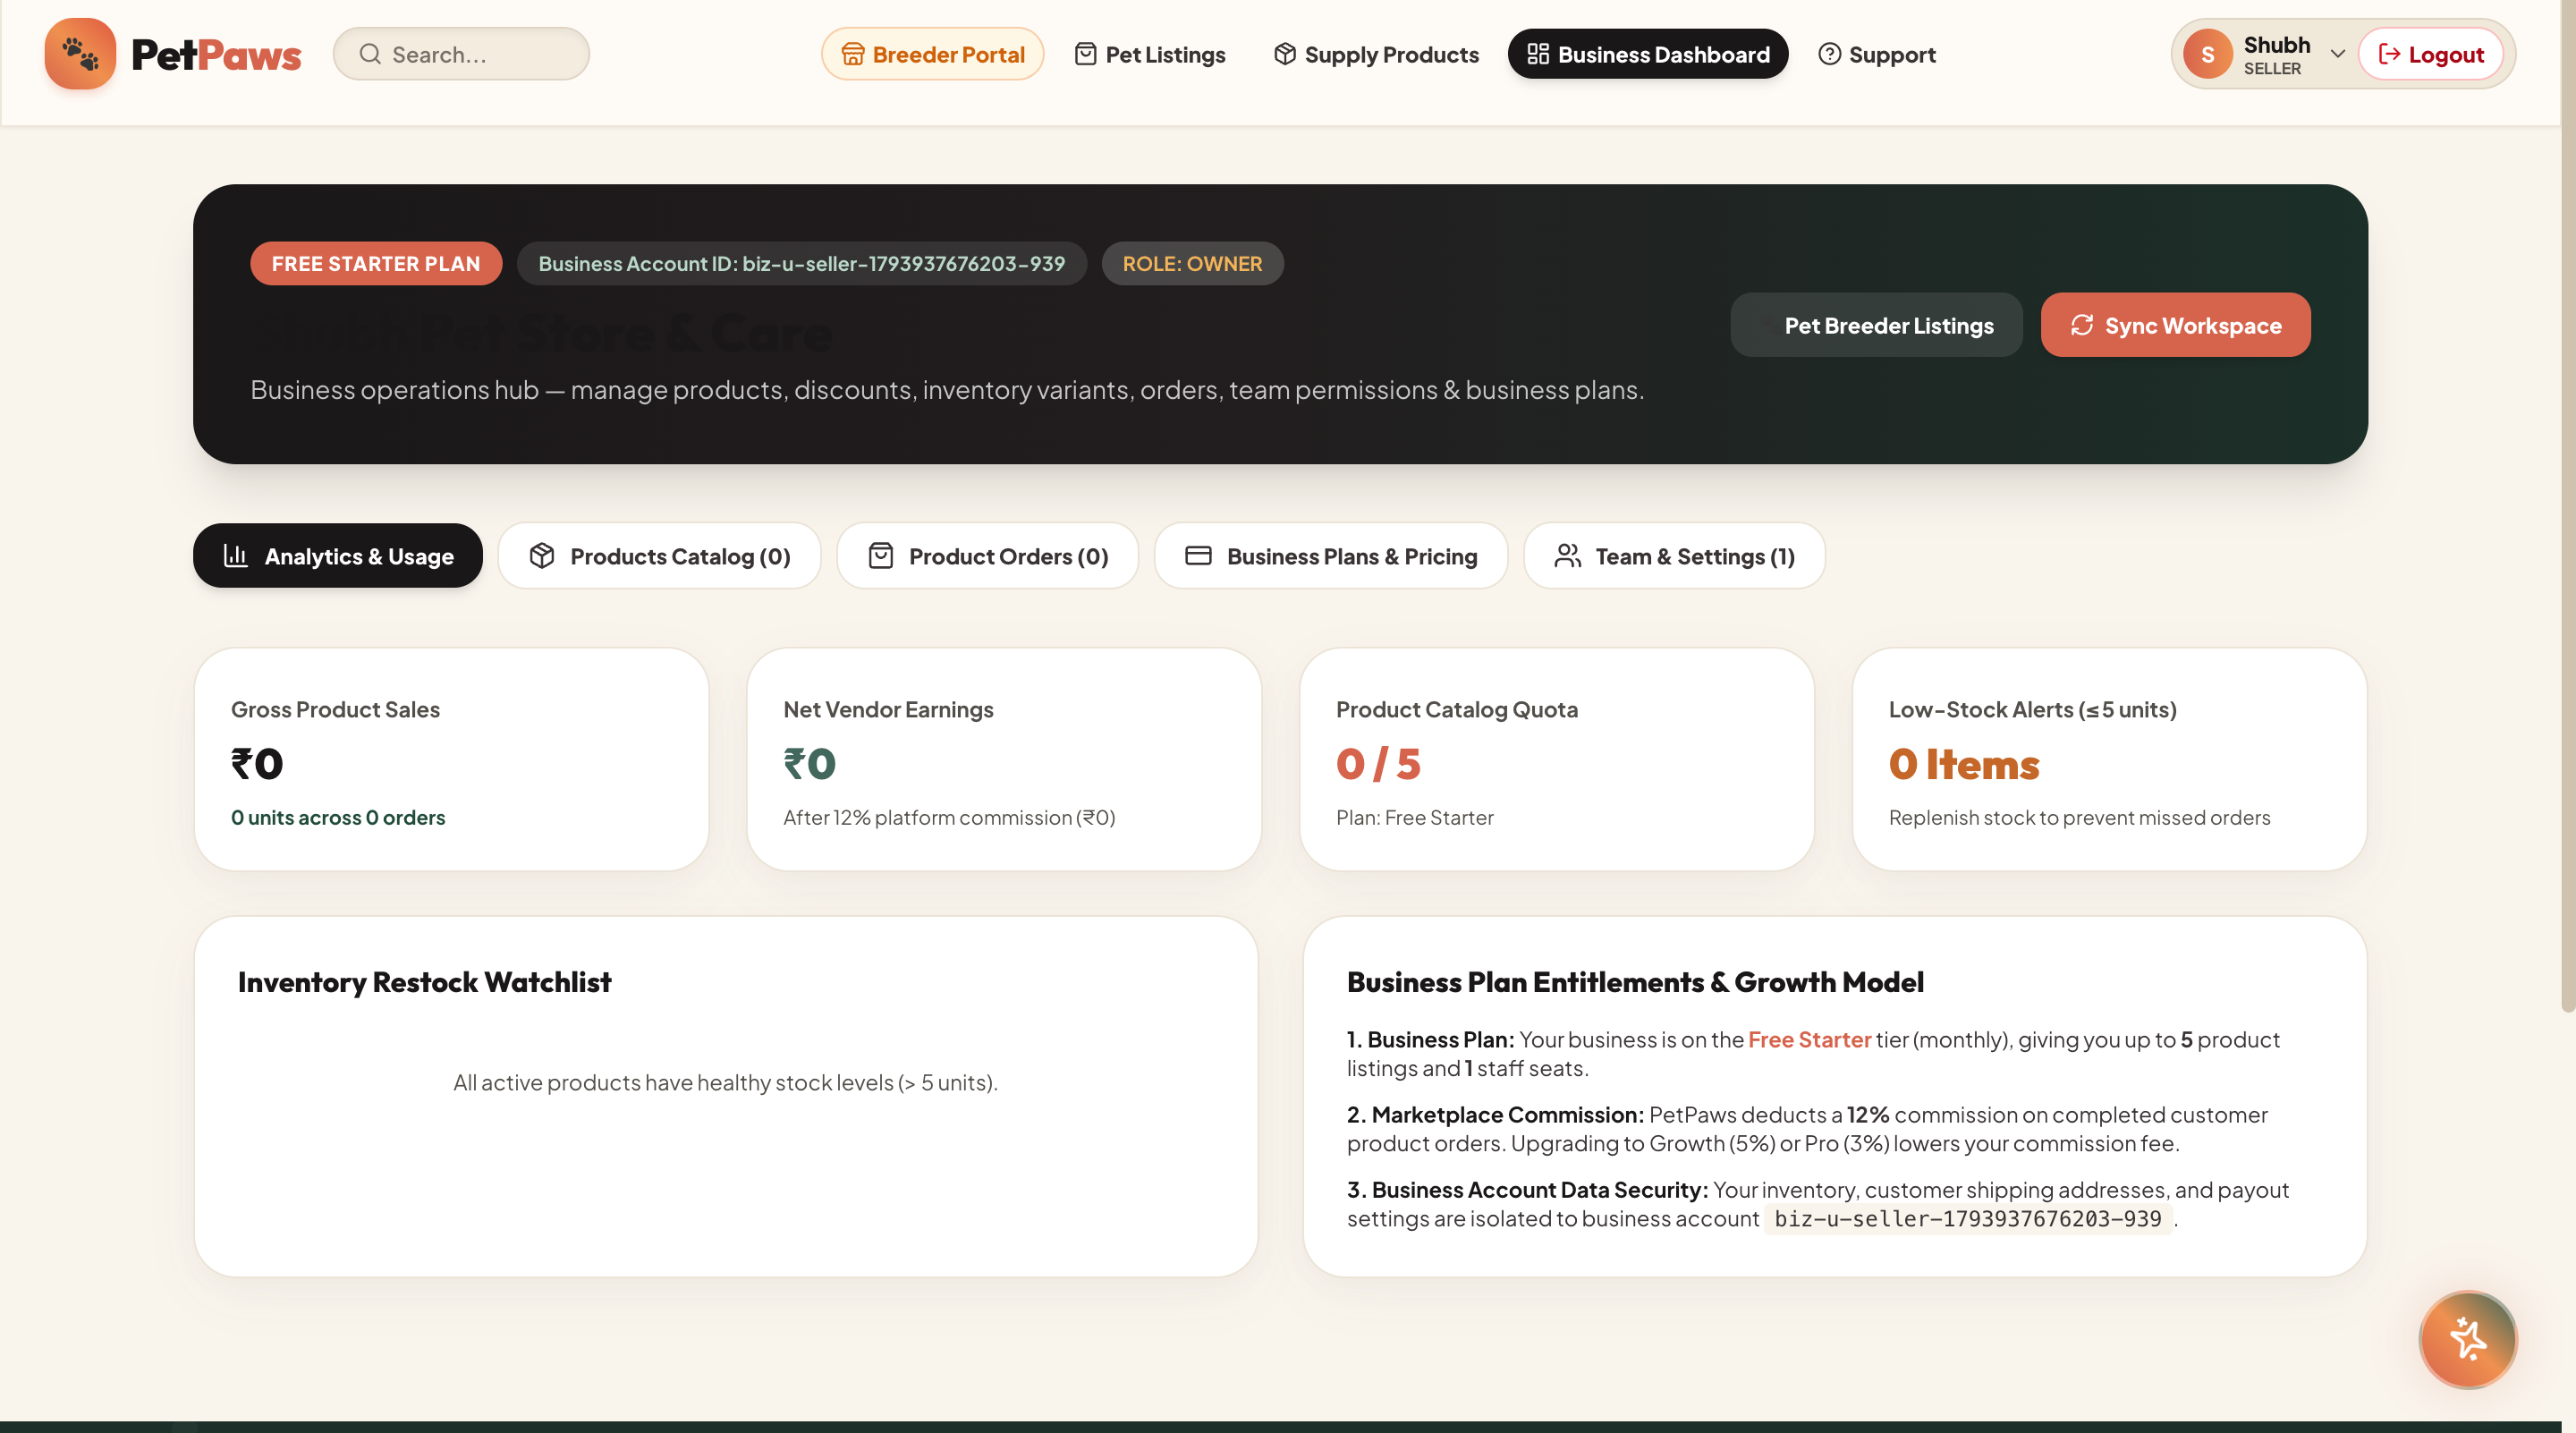 PetPaws
Search...
Breeder Portal
Pet Listings
Supply Products
Business Dashboard
Support
S
Shubh
SELLER
Logout
FREE STARTER PLAN
Business Account ID: biz-u-seller-1793937676203-939
ROLE: OWNER
Shubh Pet Store & Care
Business operations hub — manage products, discounts, inventory variants, orders, team permissions & business plans.
Pet Breeder Listings
Sync Workspace
Analytics & Usage
Products Catalog (0)
Product Orders (0)
Business Plans & Pricing
Team & Settings (1)
Gross Product Sales
₹0
0 units across 0 orders
Net Vendor Earnings
₹0
After 12% platform commission (₹0)
Product Catalog Quota
0 / 5
Plan: Free Starter
Low-Stock Alerts (≤ 5 units)
0 Items
Replenish stock to prevent missed orders
Inventory Restock Watchlist
All active products have healthy stock levels (> 5 units).
Business Plan Entitlements & Growth Model
1. Business Plan: Your business is on the Free Starter tier (monthly), giving you up to 5 product
listings and 1 staff seats.
2. Marketplace Commission: PetPaws deducts a 12% commission on completed customer
product orders. Upgrading to Growth (5%) or Pro (3%) lowers your commission fee.
3. Business Account Data Security: Your inventory, customer shipping addresses, and payout
settings are isolated to business account biz-u-seller-1793937676203-939 .